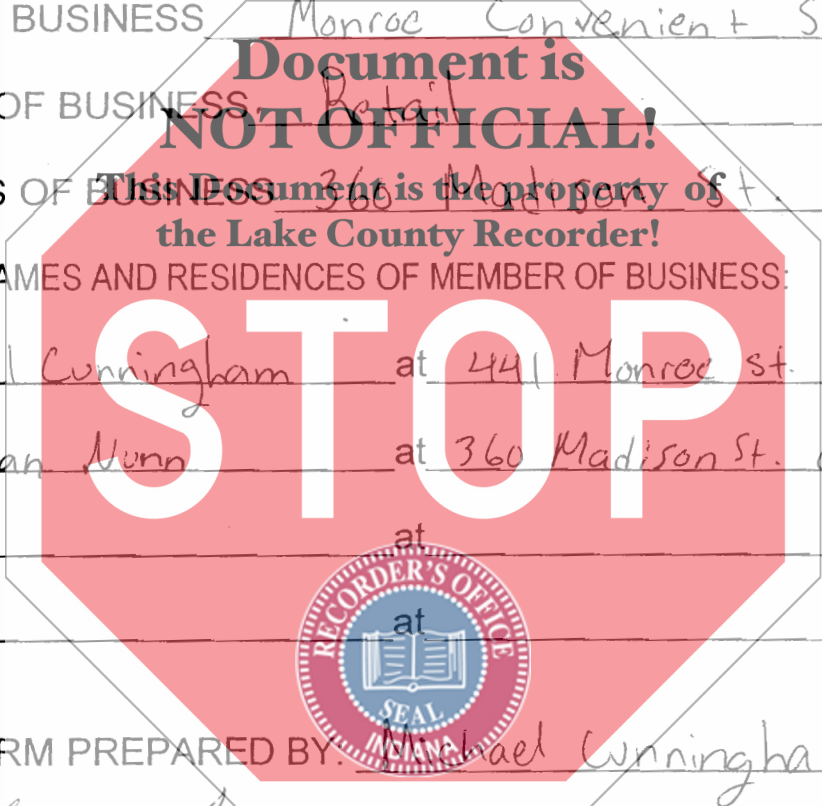 BUSINESS Monroe Convenient S
Document is
OF BUSINESS Retail
NOT OFFICIAL!
S OF BUSINESS 360 Madison St.
This Document is the property of
the Lake County Recorder!
AMES AND RESIDENCES OF MEMBER OF BUSINESS:
STOP
l Cunningham at 441 Monroe St.
an Nunn at 360 Madison St.
at
at
RECORDER'S OFFICE
SEAL
INDIANA
RM PREPARED BY: Michael Cunningha